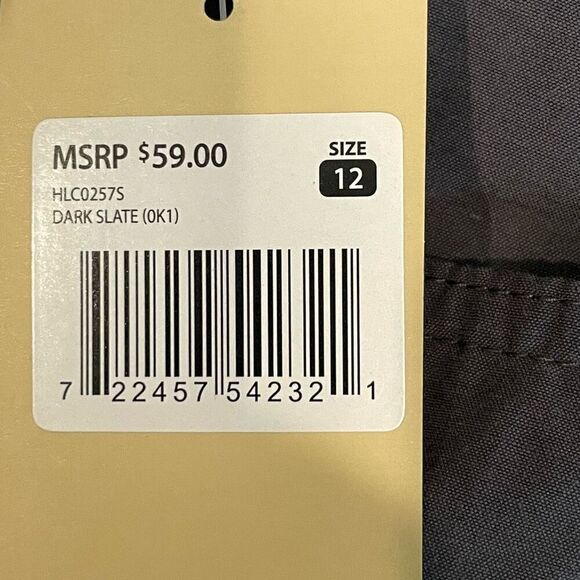 MSRP $59.00
SIZE
12
HLC0257S
DARK SLATE (0K1)
7 22457 54232 1